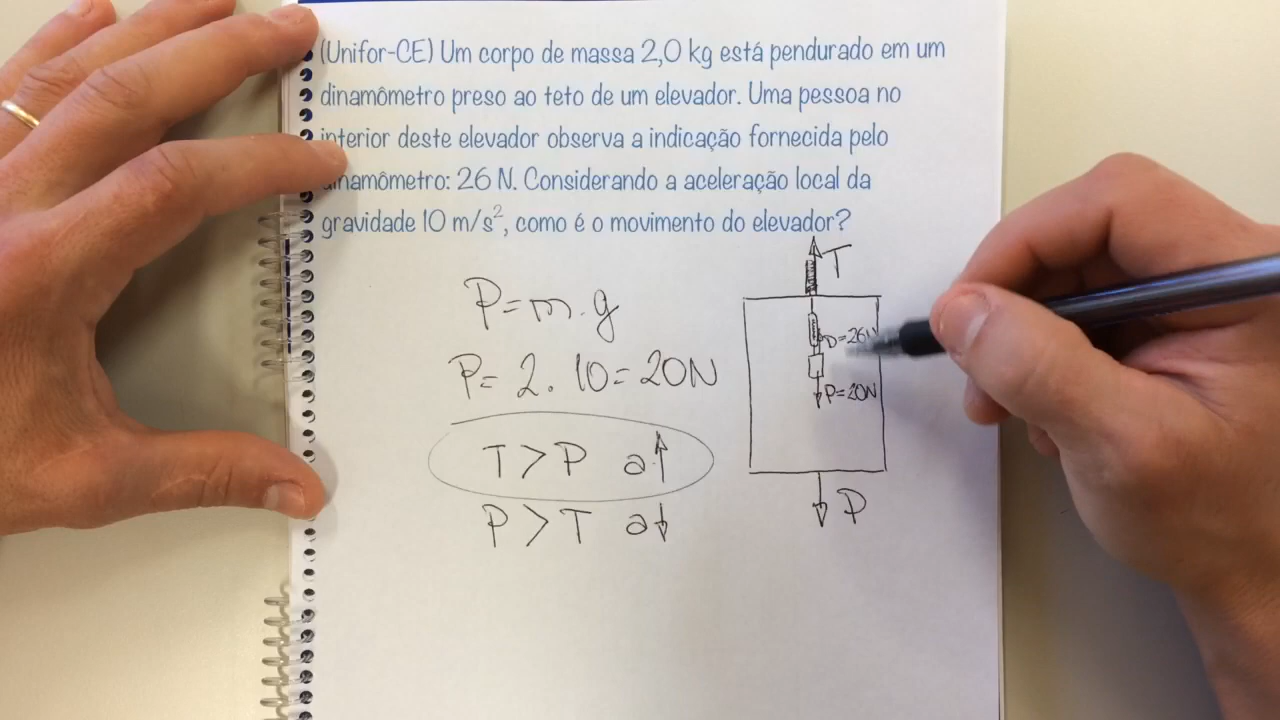 (Unifor-CE) Um corpo de massa 2,0 kg está pendurado em um
dinamômetro preso ao teto de um elevador. Uma pessoa no
interior deste elevador observa a indicação fornecida pelo
dinamômetro: 26 N. Considerando a aceleração local da
gravidade 10 m/s², como é o movimento do elevador?
P=m.g
P=2.10=20N
T>P a↑
P>T a↓
T
D=26N
P=20N
P